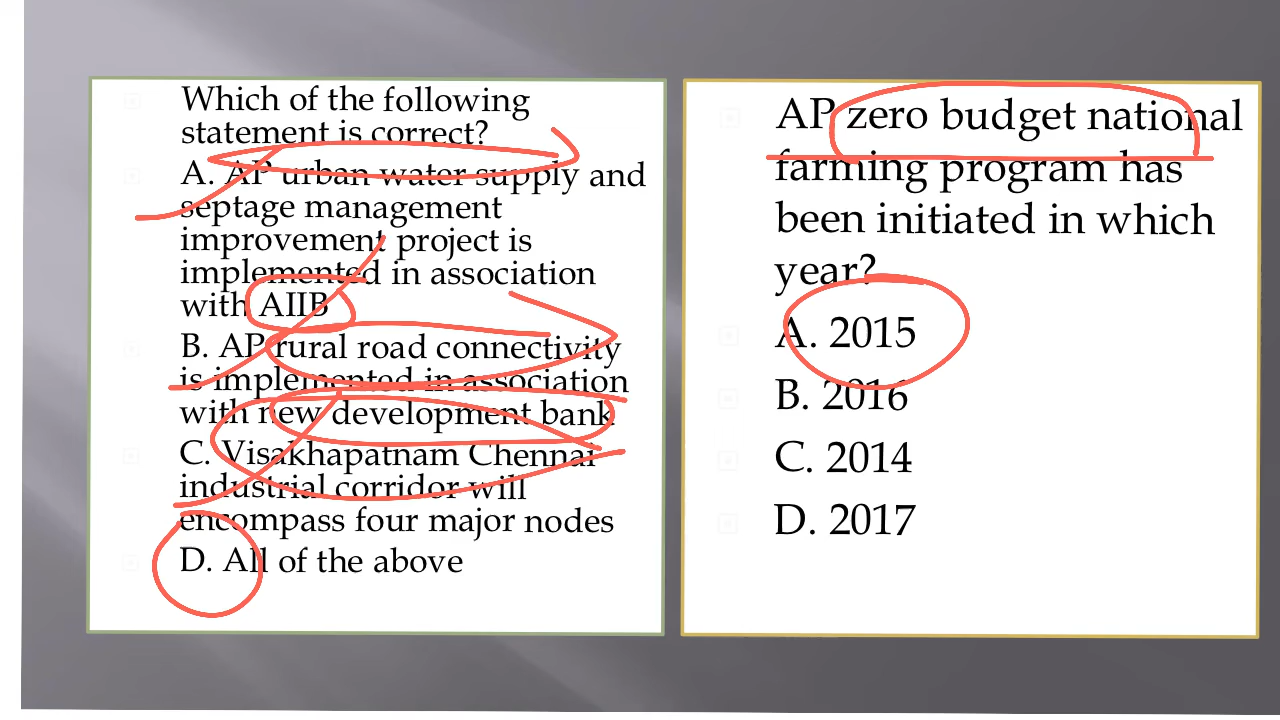 Which of the following
statement is correct?
A. AP urban water supply and
septage management
improvement project is
implemented in association
with AIIB
B. AP rural road connectivity
is implemented in association
with new development bank
C. Visakhapatnam Chennai
industrial corridor will
encompass four major nodes
D. All of the above
AP zero budget national
farming program has
been initiated in which
year?
A. 2015
B. 2016
C. 2014
D. 2017